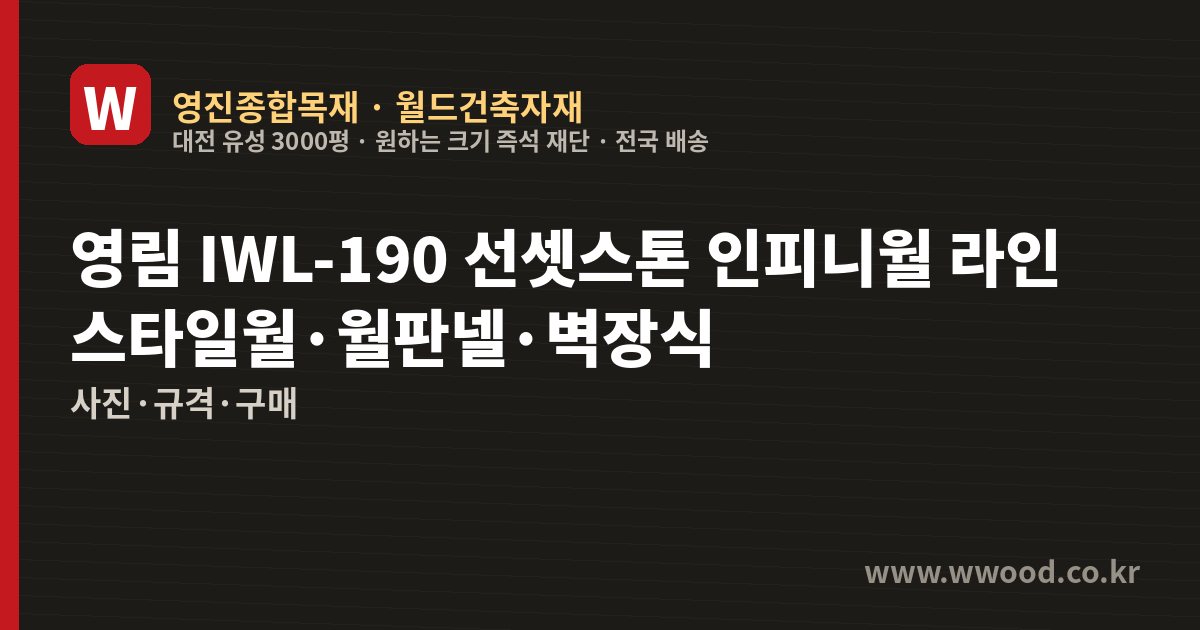 W
영진종합목재 · 월드건축자재
대전 유성 3000평 · 원하는 크기 즉석 재단 · 전국 배송
영림 IWL-190 선셋스톤 인피니월 라인
스타일월·월판넬·벽장식
사진·규격·구매
www.wwood.co.kr